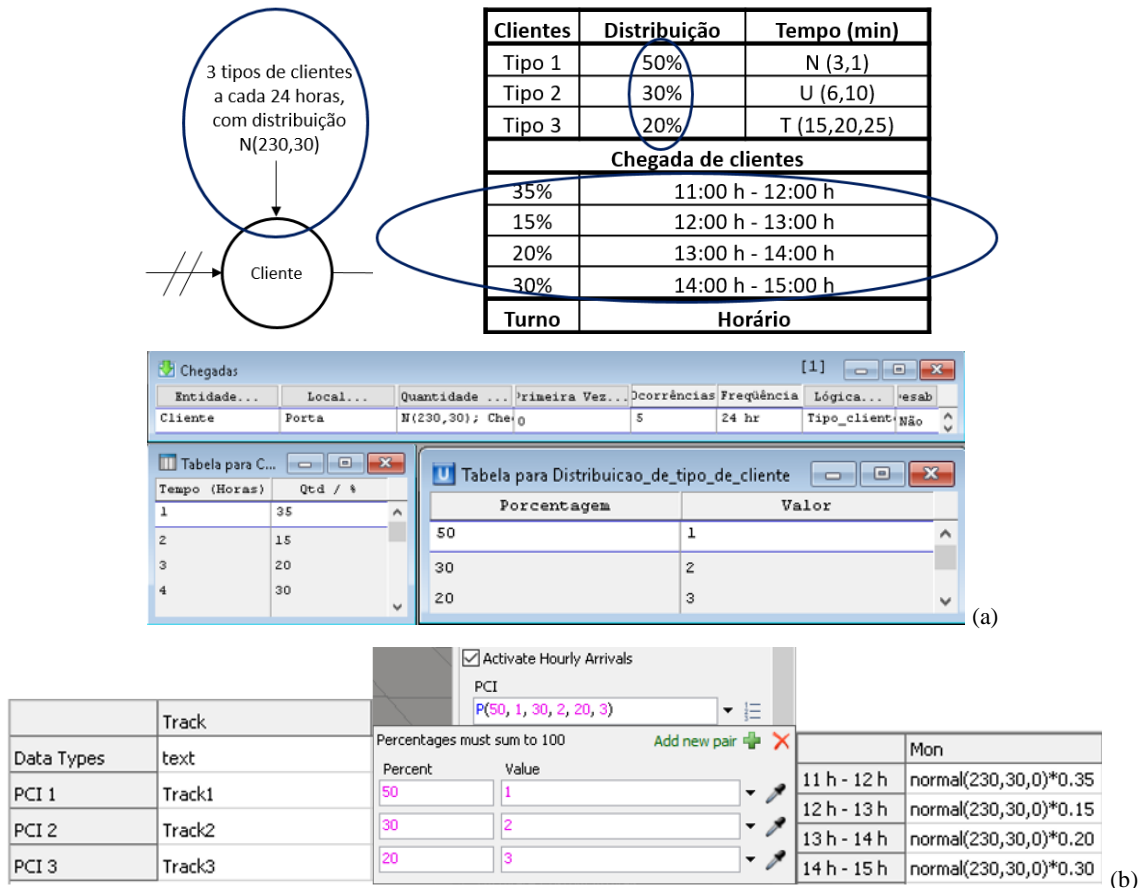 3 tipos de clientes
a cada 24 horas,
com distribuição
N(230,30)
Cliente
Clientes Distribuição Tempo (min)
Tipo 1 50% N (3,1)
Tipo 2 30% U (6,10)
Tipo 3 20% T (15,20,25)
Chegada de clientes
35% 11:00 h - 12:00 h
15% 12:00 h - 13:00 h
20% 13:00 h - 14:00 h
30% 14:00 h - 15:00 h
Turno Horário
Chegadas [1]
Entidade... Local... Quantidade ... rimeira Vez... Ocorrências Freqüência Lógica... esab
Cliente Porta N(230,30); Che 0 5 24 hr Tipo_client Não
Tabela para C...
Tempo (Horas) Qtd / %
1 35
2 15
3 20
4 30
Tabela para Distribuicao_de_tipo_de_cliente
Porcentagem Valor
50 1
30 2
20 3
(a)
Track
Data Types text
PCI 1 Track1
PCI 2 Track2
PCI 3 Track3
Activate Hourly Arrivals
PCI
P(50, 1, 30, 2, 20, 3)
Percentages must sum to 100 Add new pair
Percent Value
50 1
30 2
20 3
Mon
11 h - 12 h normal(230,30,0)*0.35
12 h - 13 h normal(230,30,0)*0.15
13 h - 14 h normal(230,30,0)*0.20
14 h - 15 h normal(230,30,0)*0.30
(b)